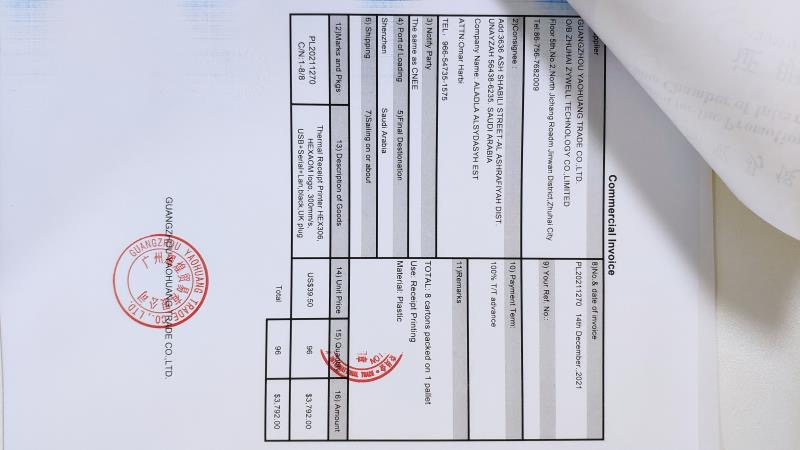 Commercial Invoice
plier
8)No.& date of invoice
GUANGZHOU YAOHUANG TRADE CO.,LTD.
O/B ZHUHAI ZYWELL TECHNOLOGY CO.,LIMITED
PL20211270 14th December.,2021
Floor 5th,No.2,North Jichang Roadm Jinwan District,Zhuhai City
Tel:86-756-7682009
9) Your Ref. No.:
2)Consignee :
Add:3636 ASH SHABILI STREET-AL ASHRAFIYAH DIST.
UNAYZAH 56438-6235. SAUDI ARABIA
Company Name: ALADLA ALSYDASYH EST
ATTN:Omar Harbi
TEL: 966-54735-1575
10) Payment Term:
100% T/T advance
11)Remarks
TOTAL: 8 cartons packed on 1 pallet
Use: Receipt Printing
Material: Plastic
3) Notify Party
The same as CNEE
4) Port of Loading 5)Final Destionation
Shenzhen Saudi Arabia
6) Shipping 7)Sailing on or about
12)Marks and Pkgs 13) Description of Goods 14) Unit Price 15) Quantity 16) Amount
PL20211270
C/N:1-8/8
Thermal Receipt Printer HEX306,
HEXAOM logo, 300mm/s,
USB+Serial+Lan,black,UK plug
US$39.50 96 $3,792.00
Total 96 $3,792.00
GUANGZHOU YAOHUANG TRADE CO.,LTD.
GUANGZHOU YAOHUANG TRADE CO.,LTD.
广州耀煌贸易有限公司